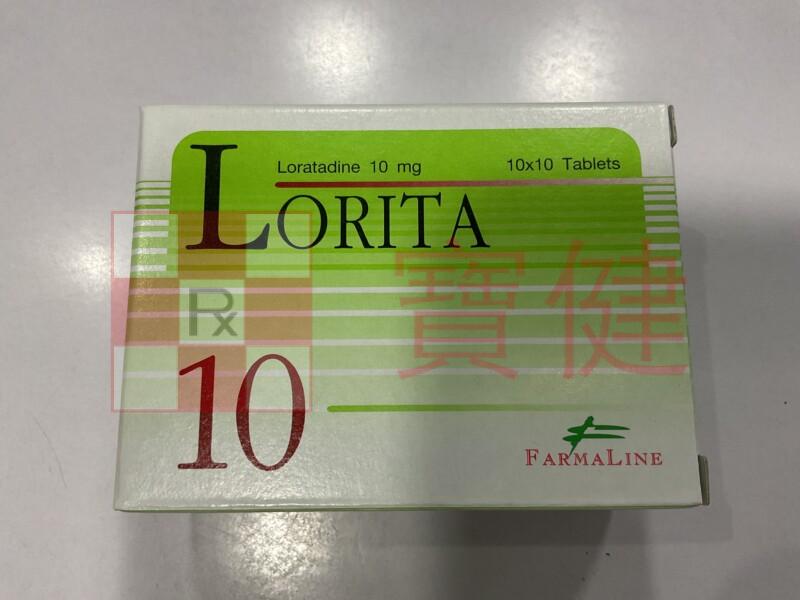 Loratadine 10 mg 10x10 Tablets
LORITA
寶健
Rx
10
FARMALINE